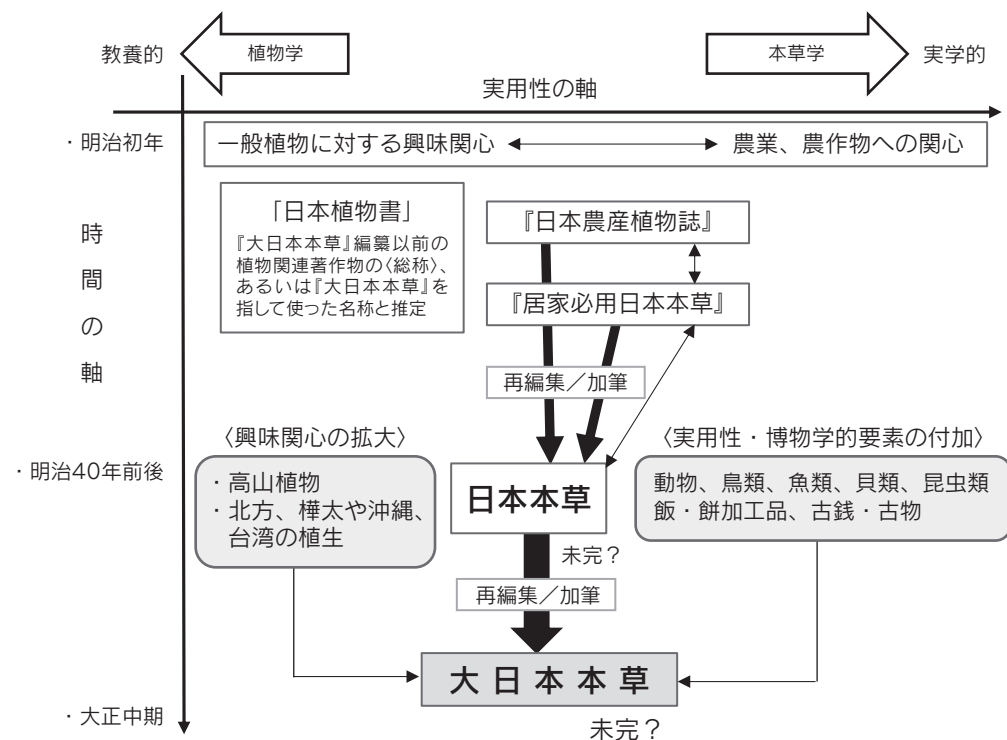 教養的
植物学
本草学
実学的
実用性の軸
・明治初年
一般植物に対する興味関心
農業、農作物への関心
時間の軸
「日本植物書」
『大日本本草』編纂以前の
植物関連著作物の〈総称〉、
あるいは『大日本本草』を
指して使った名称と推定
『日本農産植物誌』
『居家必用日本本草』
再編集／加筆
〈興味関心の拡大〉
〈実用性・博物学的要素の付加〉
・明治40年前後
・高山植物
・北方、樺太や沖縄、
台湾の植生
日本本草
動物、鳥類、魚類、貝類、昆虫類
飯・餅加工品、古銭・古物
未完？
再編集／加筆
大日本本草
・大正中期
未完？